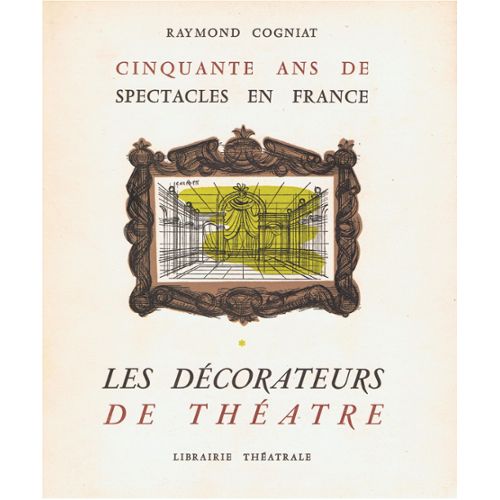 RAYMOND COGNIAT
CINQUANTE ANS DE
SPECTACLES EN FRANCE
LES DÉCORATEURS
DE THÉATRE
LIBRAIRIE THÉATRALE